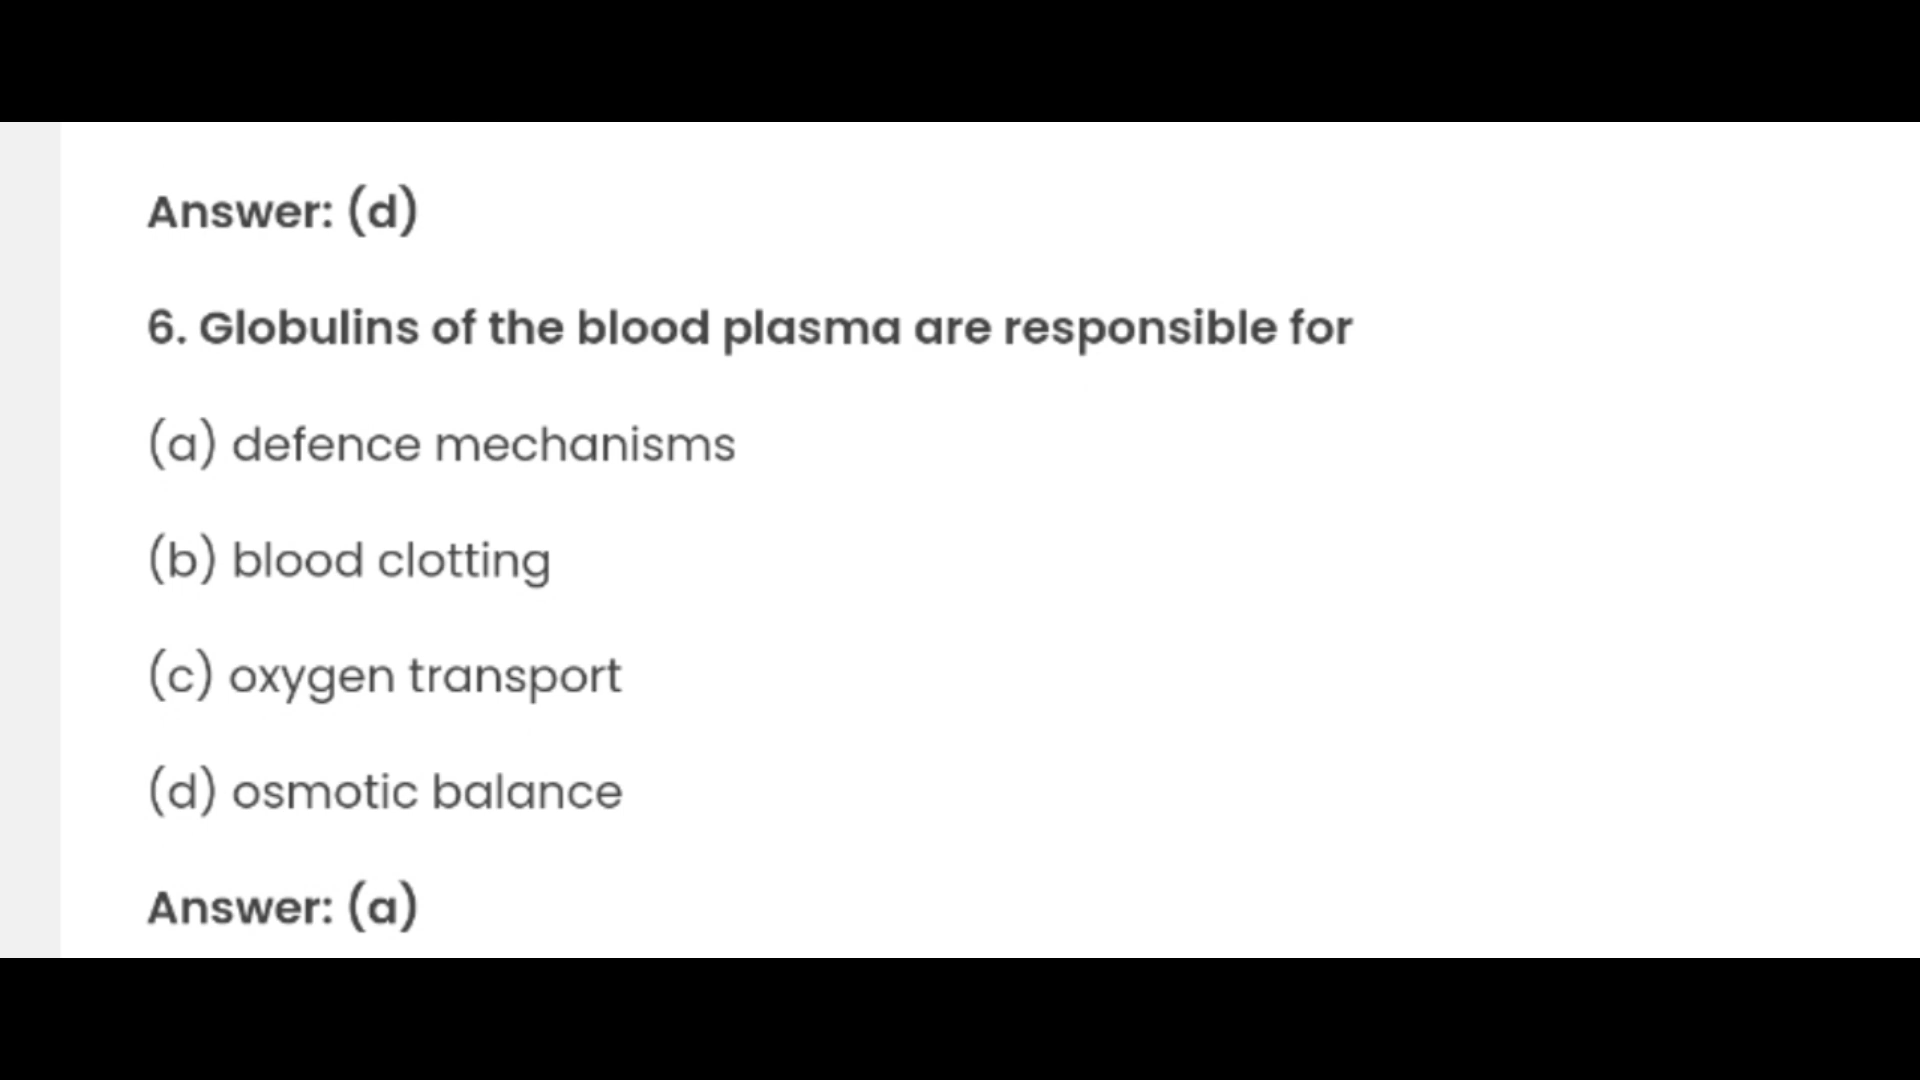 Answer: (d)
6. Globulins of the blood plasma are responsible for
(a) defence mechanisms
(b) blood clotting
(c) oxygen transport
(d) osmotic balance
Answer: (a)